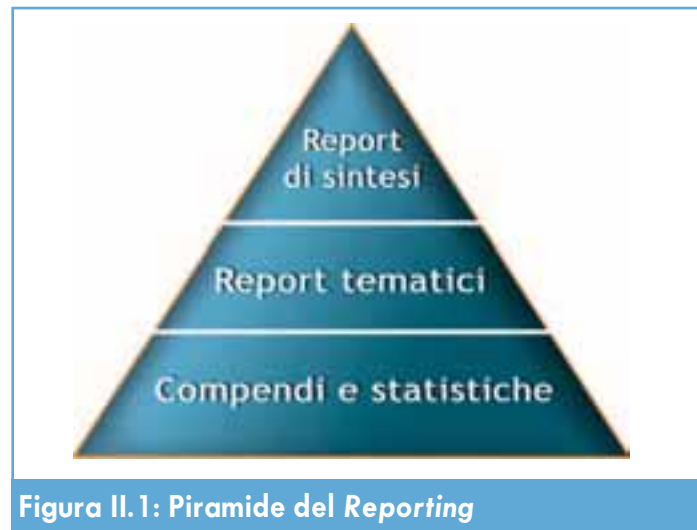 Report
di sintesi
Report tematici
Compendi e statistiche
Figura II.1: Piramide del Reporting